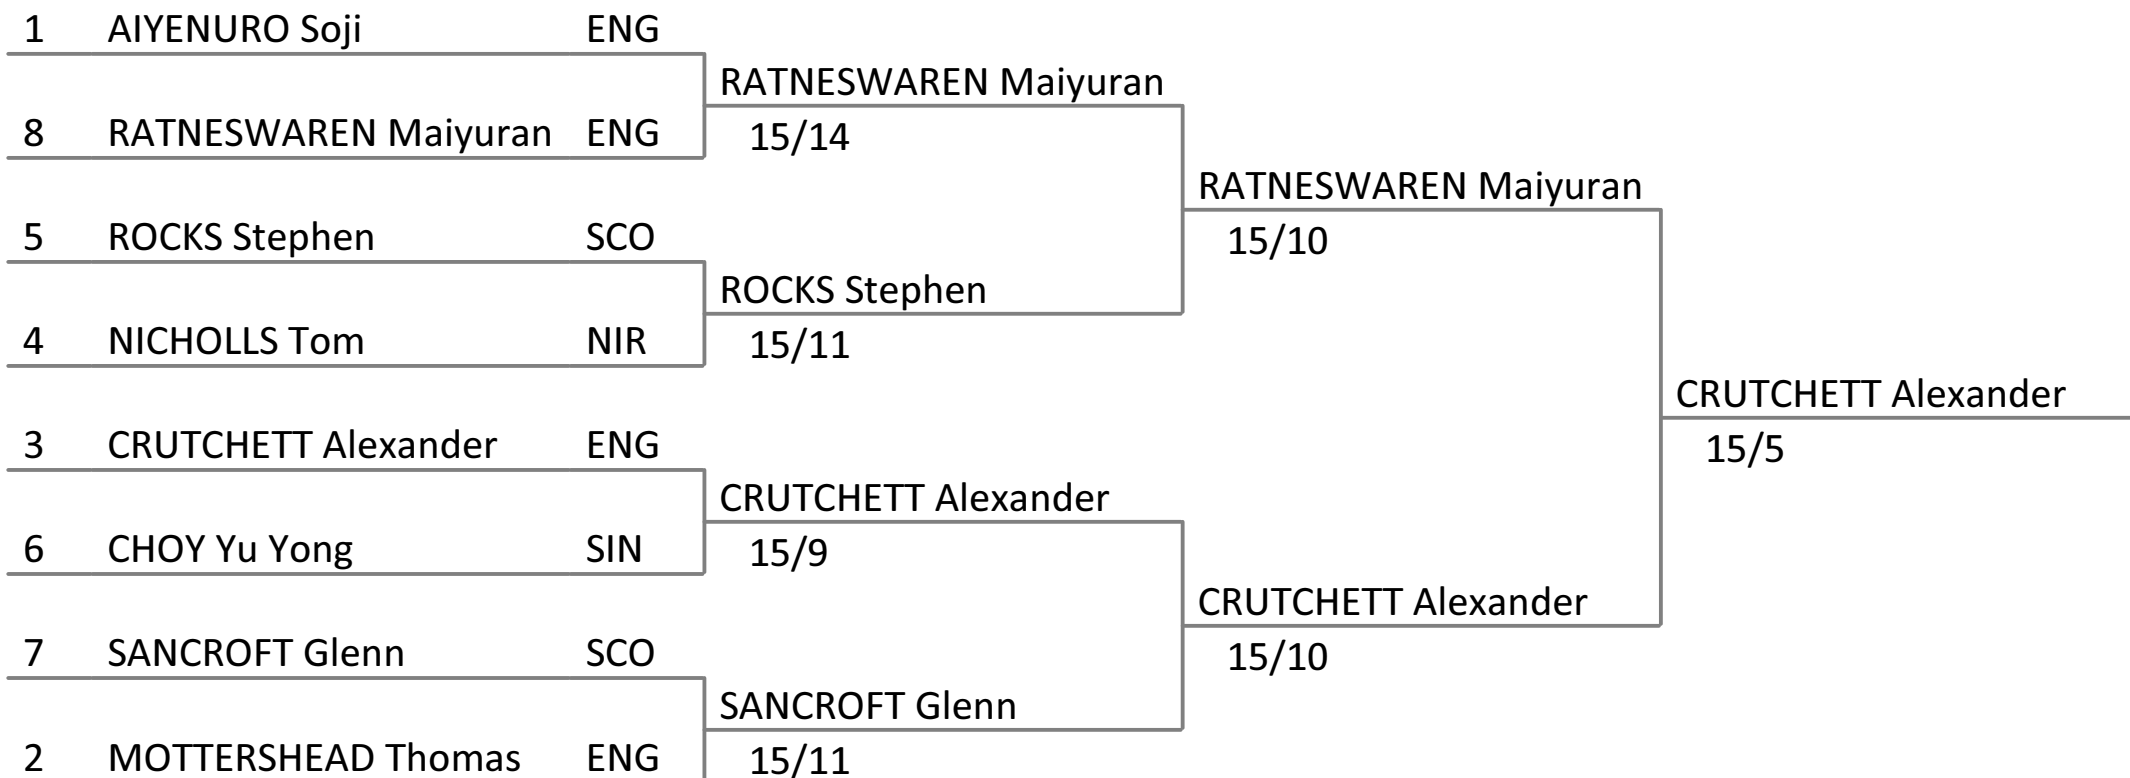 1 AIYENURO Soji ENG
RATNESWAREN Maiyuran
8 RATNESWAREN Maiyuran ENG
15/14
RATNESWAREN Maiyuran
5 ROCKS Stephen SCO
15/10
ROCKS Stephen
4 NICHOLLS Tom NIR
15/11
CRUTCHETT Alexander
3 CRUTCHETT Alexander ENG
15/5
CRUTCHETT Alexander
6 CHOY Yu Yong SIN
15/9
CRUTCHETT Alexander
7 SANCROFT Glenn SCO
15/10
SANCROFT Glenn
2 MOTTERSHEAD Thomas ENG
15/11